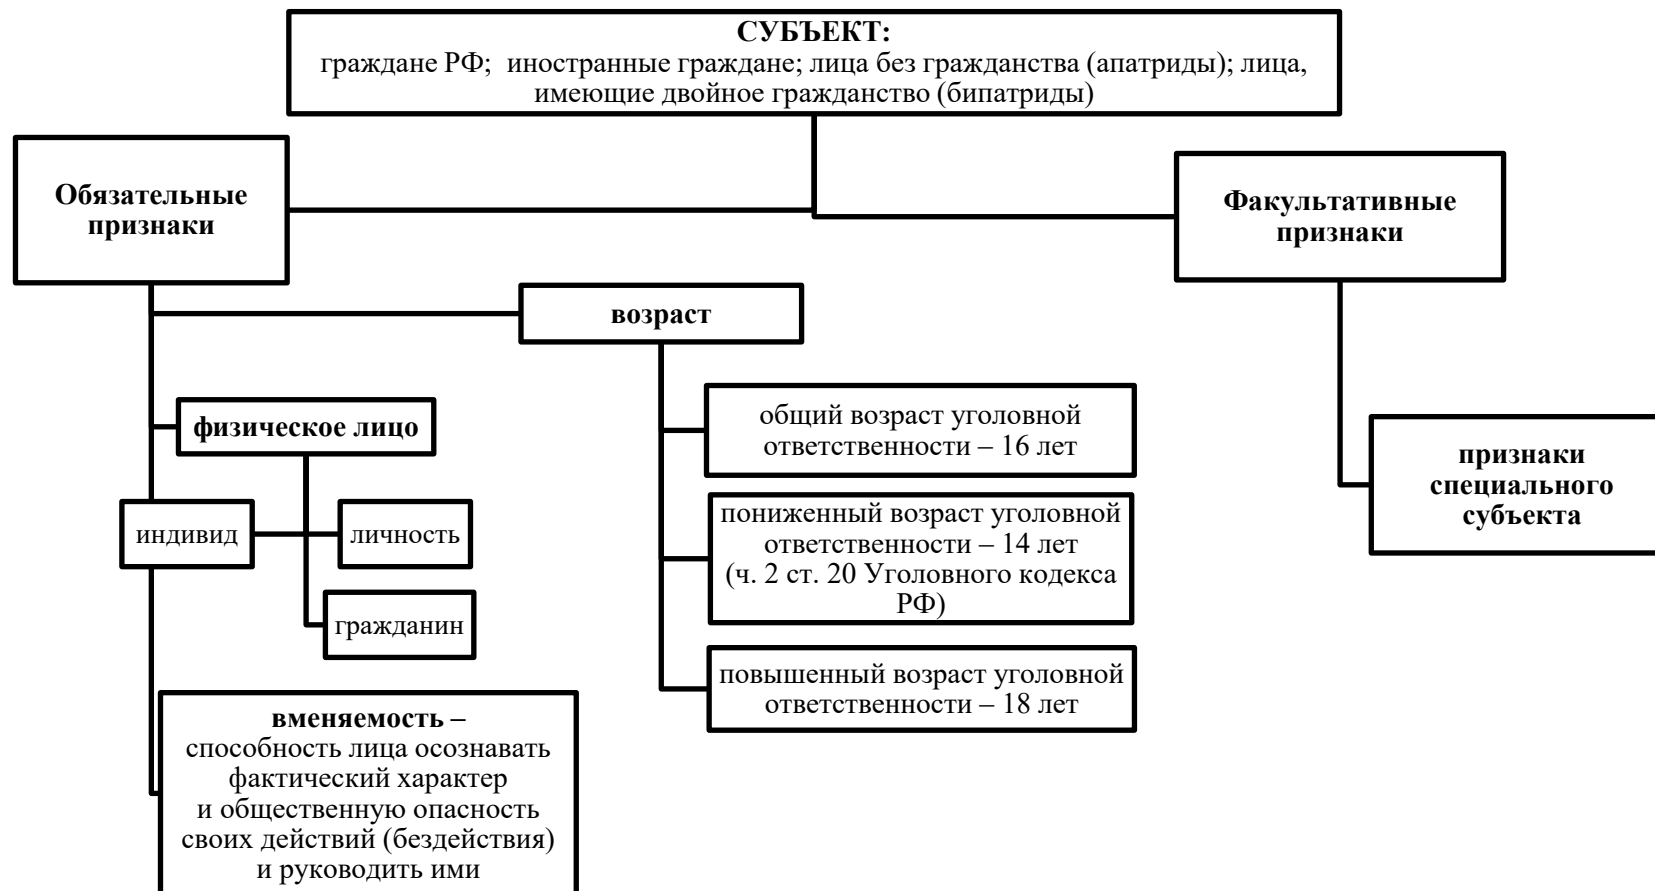 СУБЪЕКТ:
граждане РФ; иностранные граждане; лица без гражданства (апатриды); лица,
имеющие двойное гражданство (бипатриды)
Обязательные
признаки
Факультативные
признаки
возраст
физическое лицо
общий возраст уголовной
ответственности – 16 лет
признаки
специального
субъекта
индивид
личность
пониженный возраст уголовной
ответственности – 14 лет
(ч. 2 ст. 20 Уголовного кодекса
РФ)
гражданин
повышенный возраст уголовной
ответственности – 18 лет
вменяемость –
способность лица осознавать
фактический характер
и общественную опасность
своих действий (бездействия)
и руководить ими